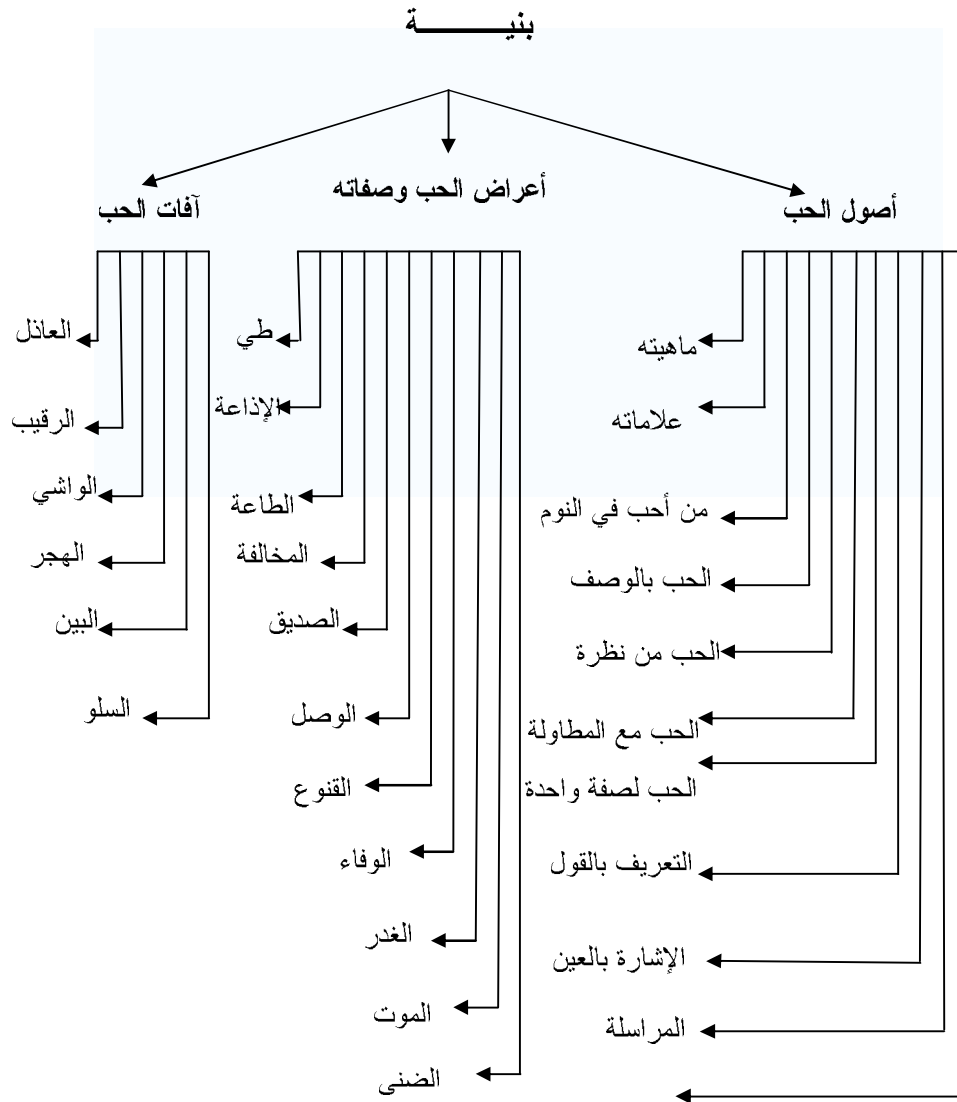 بنيــــــــــة
أصول الحب
أعراض الحب وصفاته
آفات الحب
ماهيته
علاماته
من أحب في النوم
الحب بالوصف
الحب من نظرة
الحب مع المطاولة
الحب لصفة واحدة
التعريف بالقول
الإشارة بالعين
المراسلة
طي
الإذاعة
الطاعة
المخالفة
الصديق
الوصل
القنوع
الوفاء
الغدر
الموت
الضنى
العاذل
الرقيب
الواشي
الهجر
البين
السلو